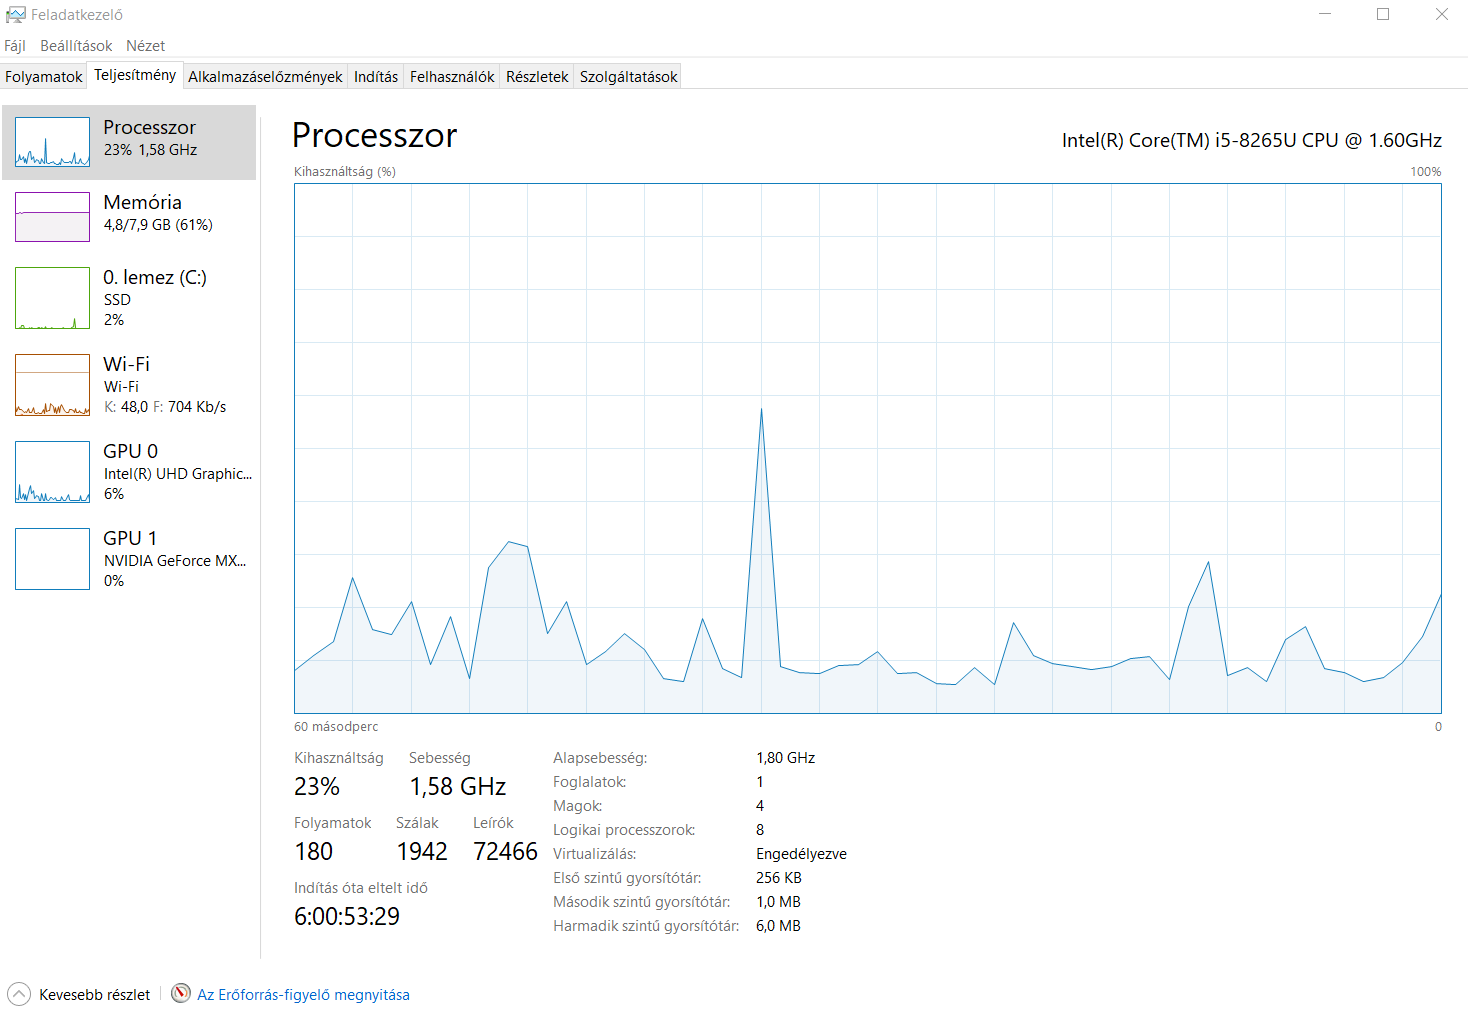 Feladatkezelő
Fájl Beállítások Nézet
Folyamatok Teljesítmény Alkalmazáselőzmények Indítás Felhasználók Részletek Szolgáltatások
Processzor
23% 1,58 GHz
Memória
4,8/7,9 GB (61%)
0. lemez (C:)
SSD
2%
Wi-Fi
Wi-Fi
K: 48,0 F: 704 Kb/s
GPU 0
Intel(R) UHD Graphic...
6%
GPU 1
NVIDIA GeForce MX...
0%
Processzor
Intel(R) Core(TM) i5-8265U CPU @ 1.60GHz
Kihasználtság (%) 100%
60 másodperc 0
Kihasználtság Sebesség
23% 1,58 GHz
Folyamatok Szálak Leírók
180 1942 72466
Indítás óta eltelt idő
6:00:53:29
Alapsebesség: 1,80 GHz
Foglalatok: 1
Magok: 4
Logikai processzorok: 8
Virtualizálás: Engedélyezve
Első szintű gyorsítótár: 256 KB
Második szintű gyorsítótár: 1,0 MB
Harmadik szintű gyorsítótár: 6,0 MB
Kevesebb részlet Az Erőforrás-figyelő megnyitása